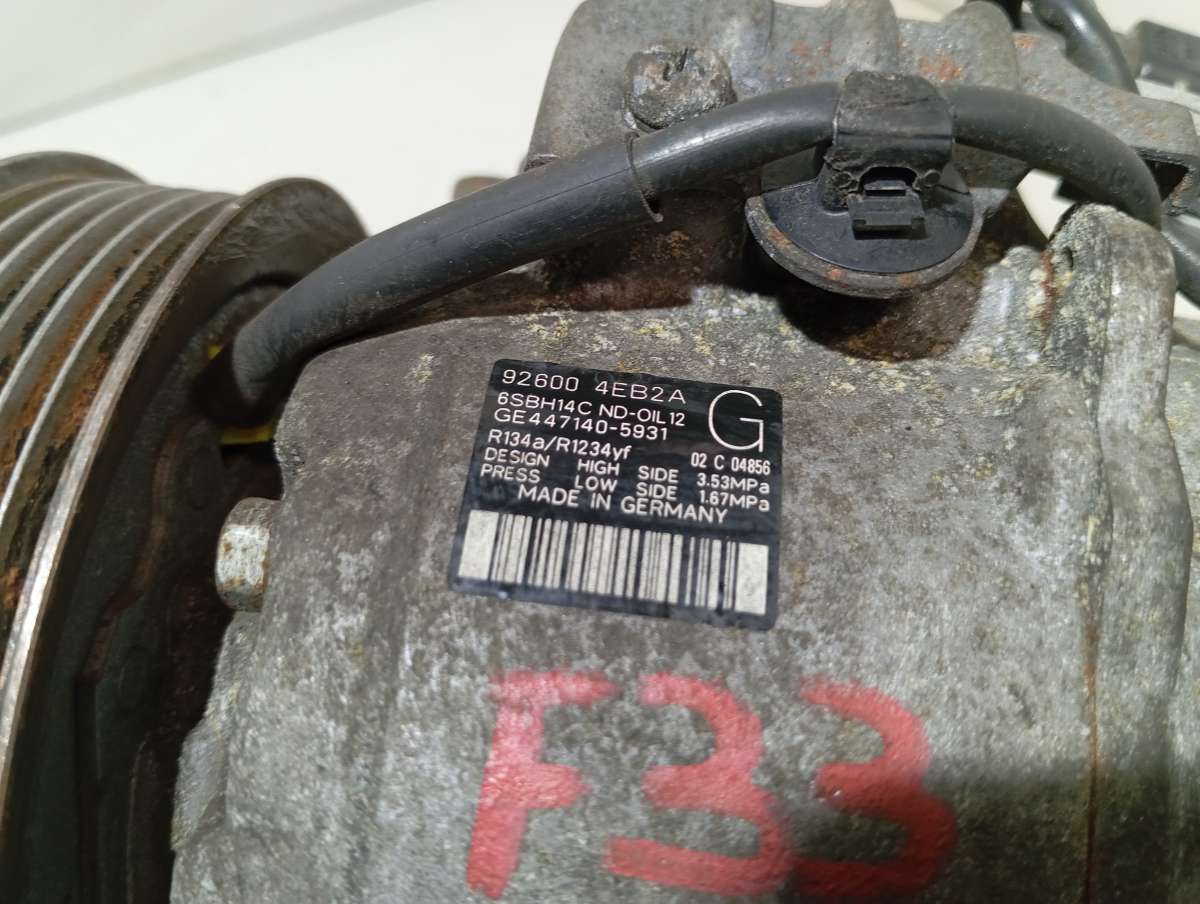 92600 4EB2A
6SBH14C ND-OIL12
GE447140-5931
G
R134a/R1234yf
02 C 04856
DESIGN HIGH SIDE 3.53MPa
PRESS LOW SIDE 1.67MPa
MADE IN GERMANY
F33